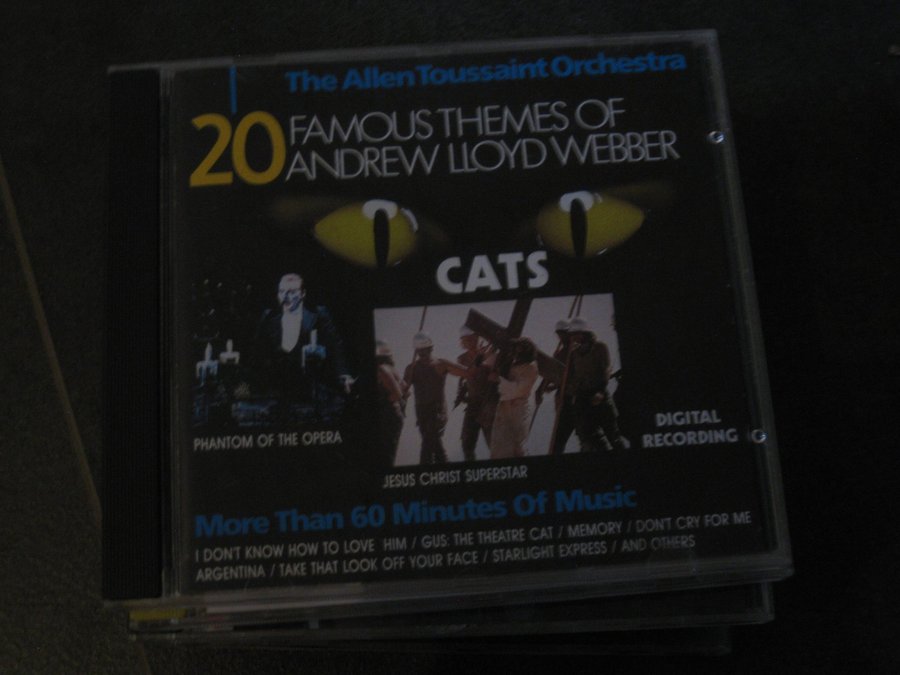 The Allen Toussaint Orchestra
20 FAMOUS THEMES OF
ANDREW LLOYD WEBBER
CATS
PHANTOM OF THE OPERA
JESUS CHRIST SUPERSTAR
DIGITAL
RECORDING
More Than 60 Minutes Of Music
I DON'T KNOW HOW TO LOVE HIM / GUS: THE THEATRE CAT / MEMORY / DON'T CRY FOR ME
ARGENTINA / TAKE THAT LOOK OFF YOUR FACE / STARLIGHT EXPRESS / AND OTHERS